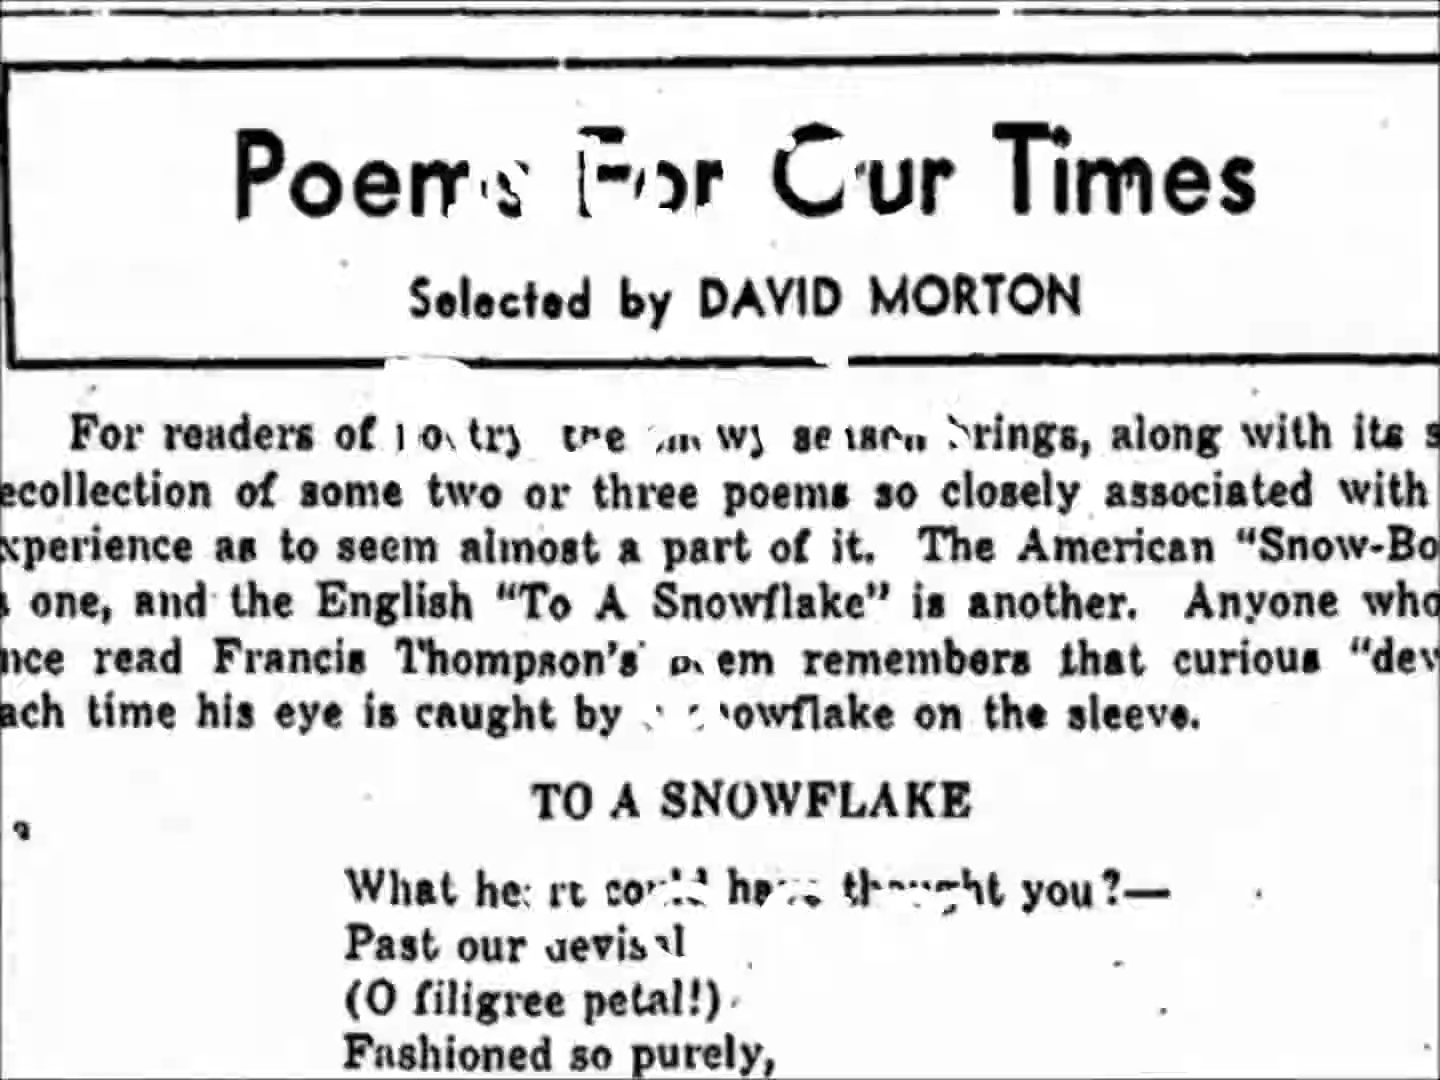 Poems For Our Times
Selected by DAVID MORTON
For readers of poetry the snowy season brings, along with its
ecollection of some two or three poems so closely associated with
xperience as to seem almost a part of it. The American "Snow-Bo
one, and the English "To A Snowflake" is another. Anyone who
nce read Francis Thompson's poem remembers that curious "dev
ach time his eye is caught by snowflake on the sleeve.
TO A SNOWFLAKE
What heart could have thought you?—
Past our devisal
(O filigree petal!)
Fashioned so purely,